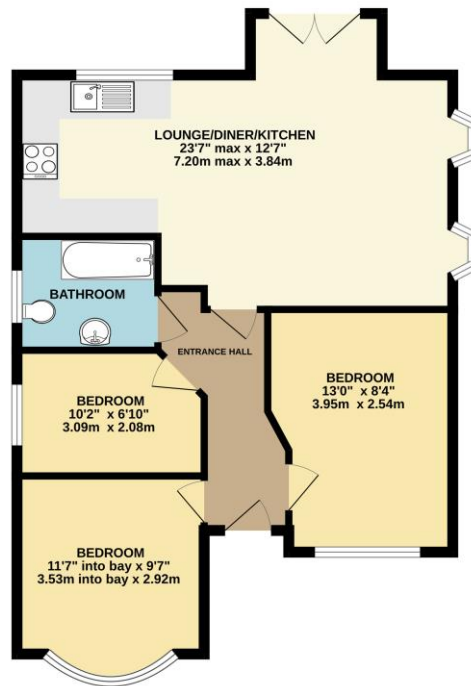 LOUNGE/DINER/KITCHEN
23'7" max x 12'7"
7.20m max x 3.84m
BATHROOM
ENTRANCE HALL
BEDROOM
10'2" x 6'10"
3.09m x 2.08m
BEDROOM
13'0" x 8'4"
3.95m x 2.54m
BEDROOM
11'7" into bay x 9'7"
3.53m into bay x 2.92m